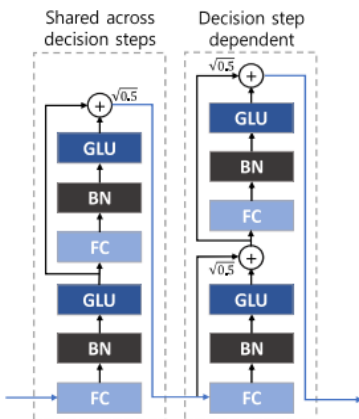 Shared across
decision steps
√0.5
GLU
BN
FC
GLU
BN
FC
Decision step
dependent
√0.5
GLU
BN
FC
√0.5
GLU
BN
FC